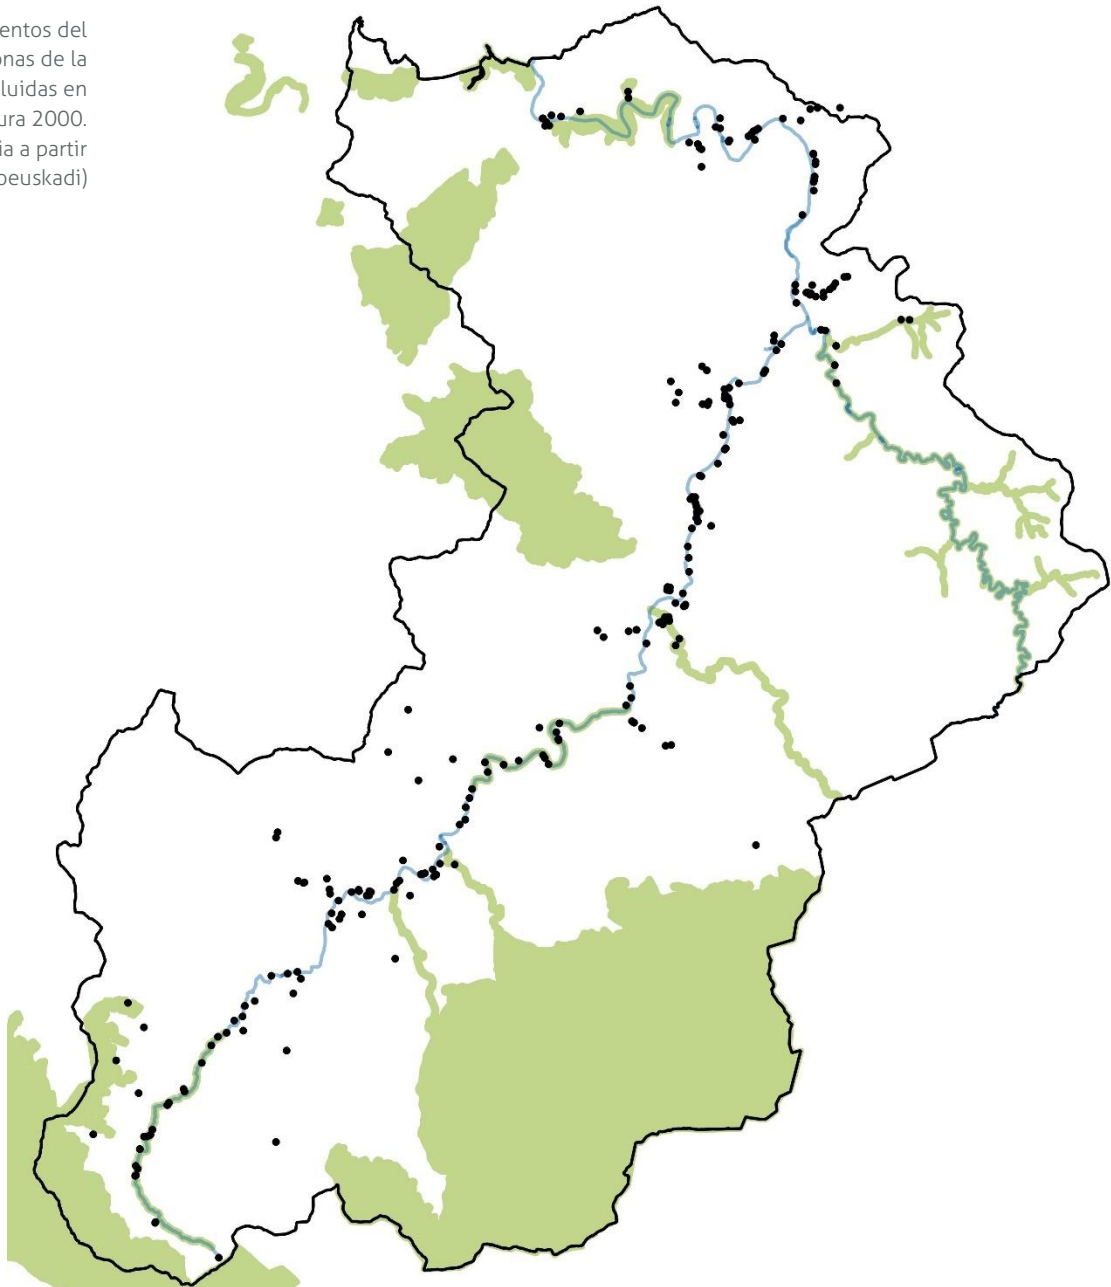 entos del
onas de la
luidas en
ura 2000.
ia a partir
oeuskadi)